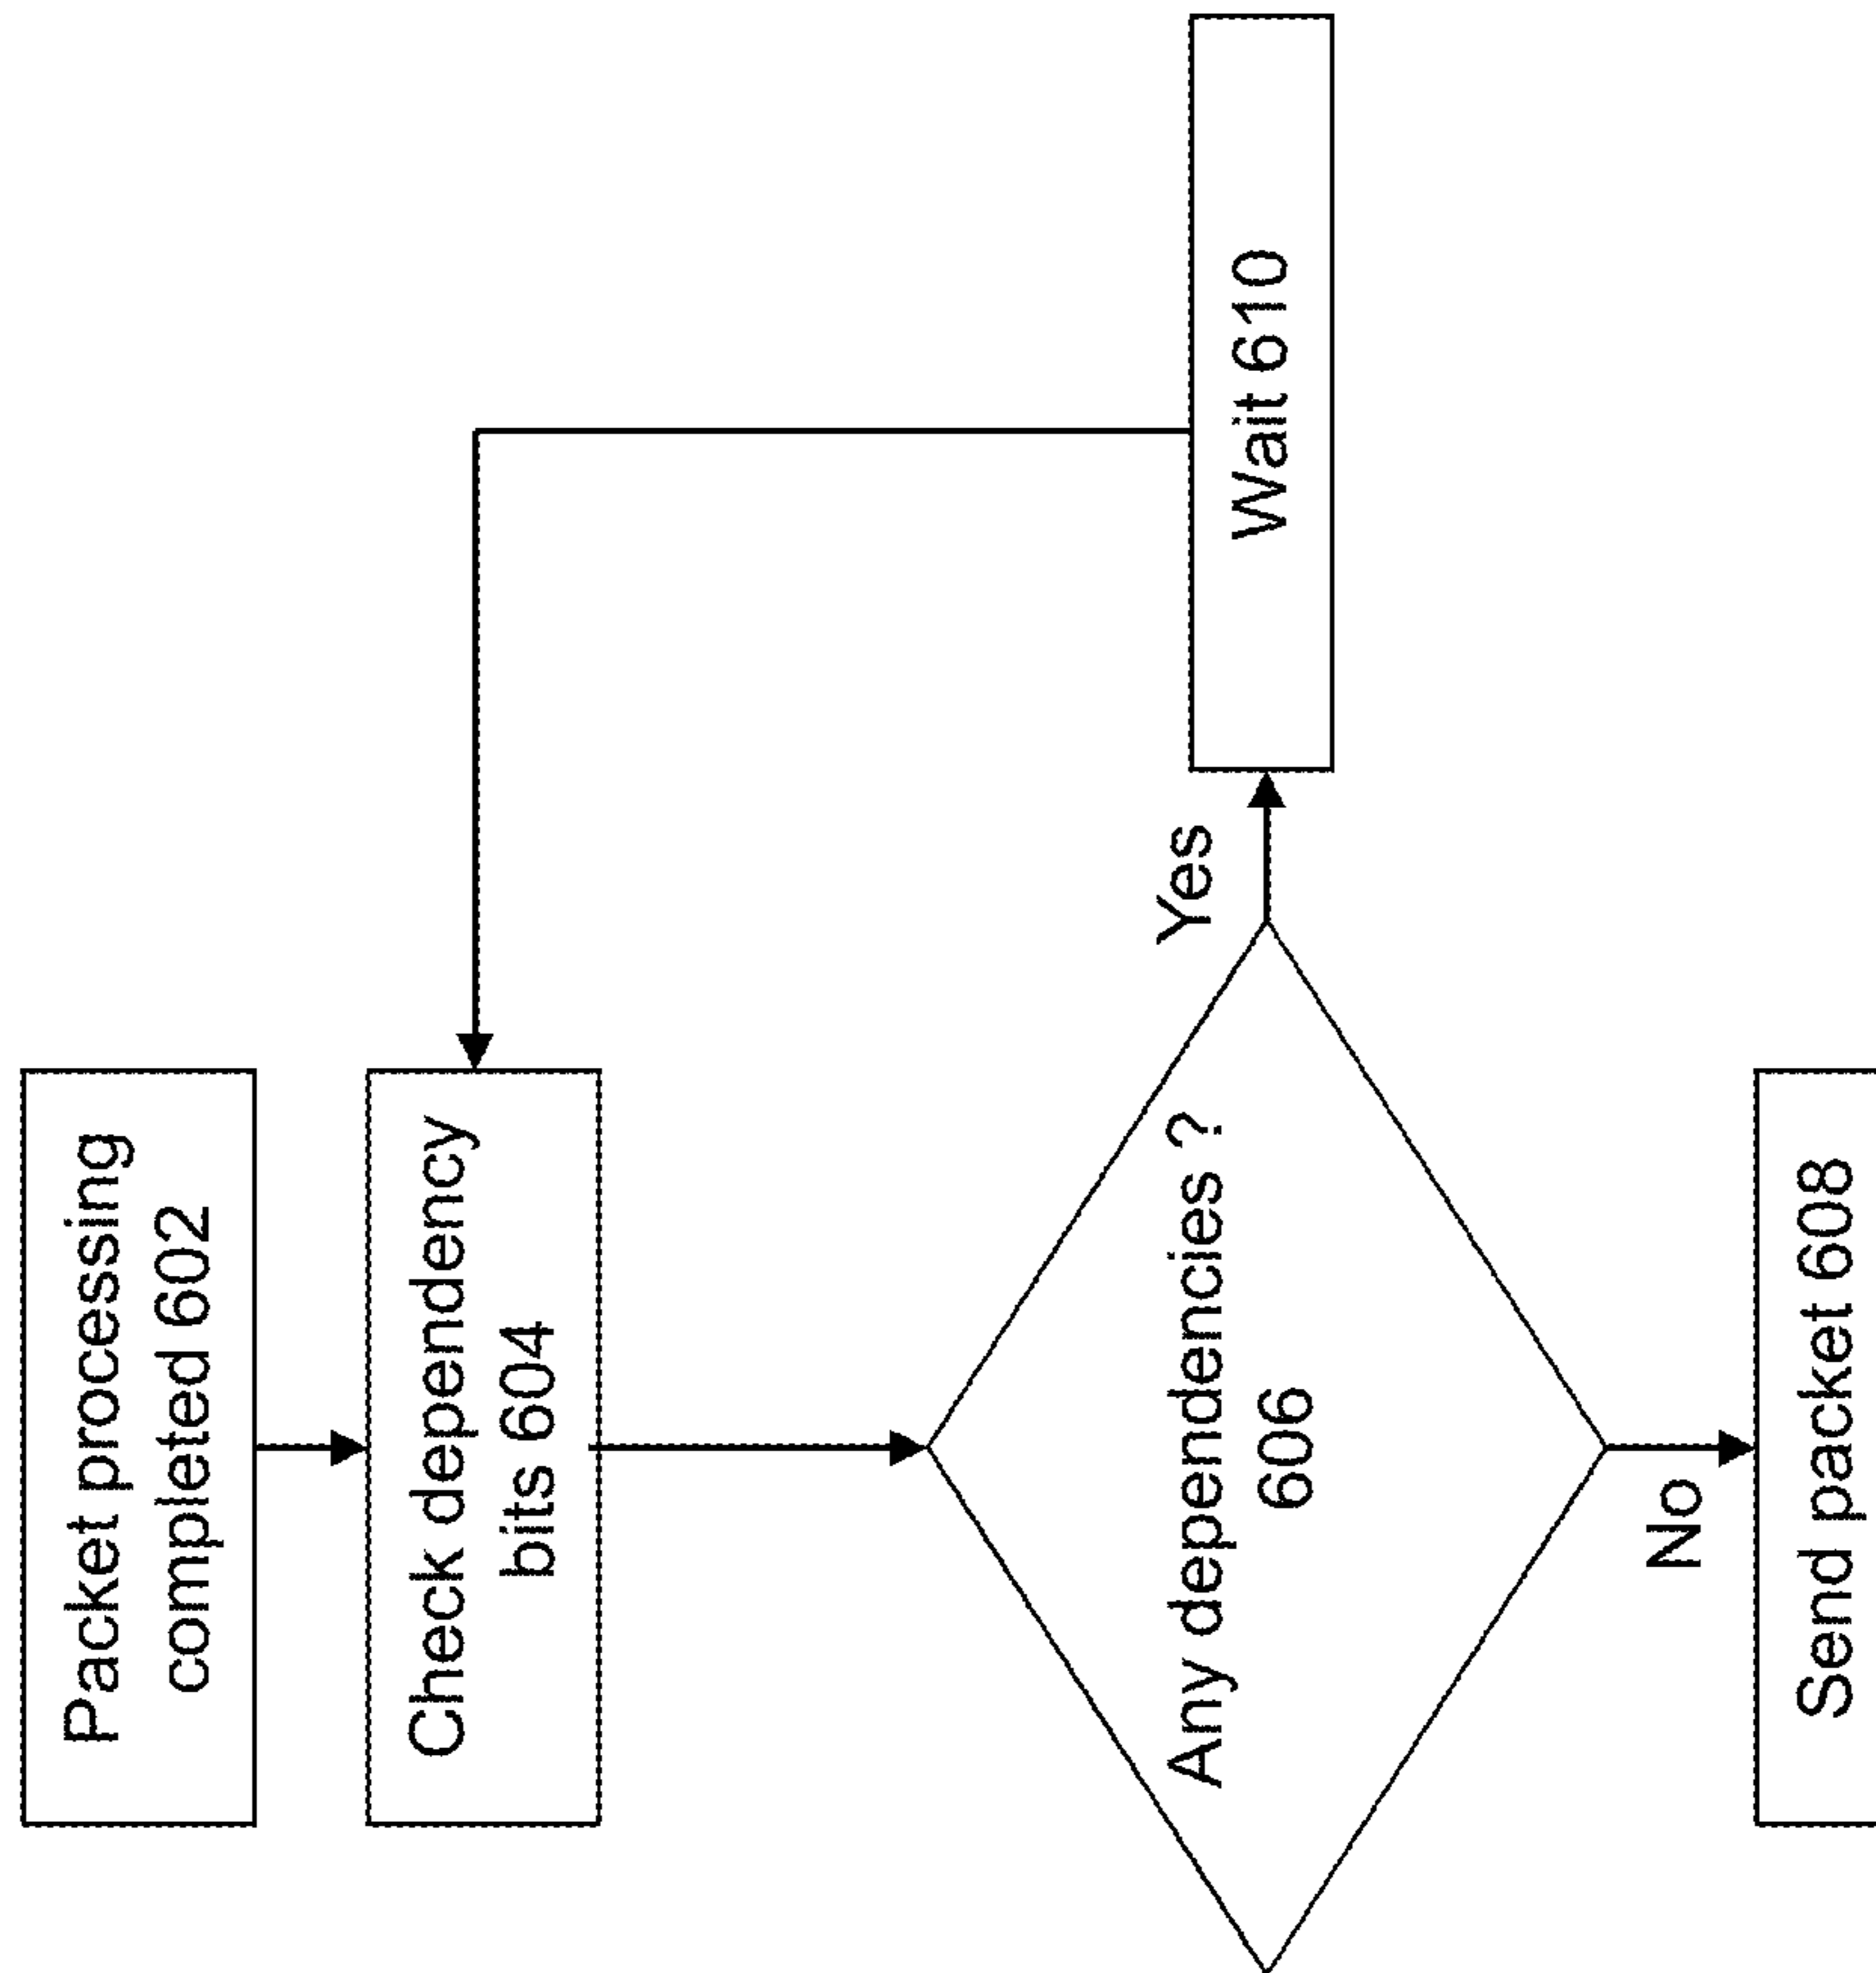 Packet processing
completed 602
Check dependency
bits 604
Any dependencies ?
606
Yes
Wait 610
No
Send packet 608